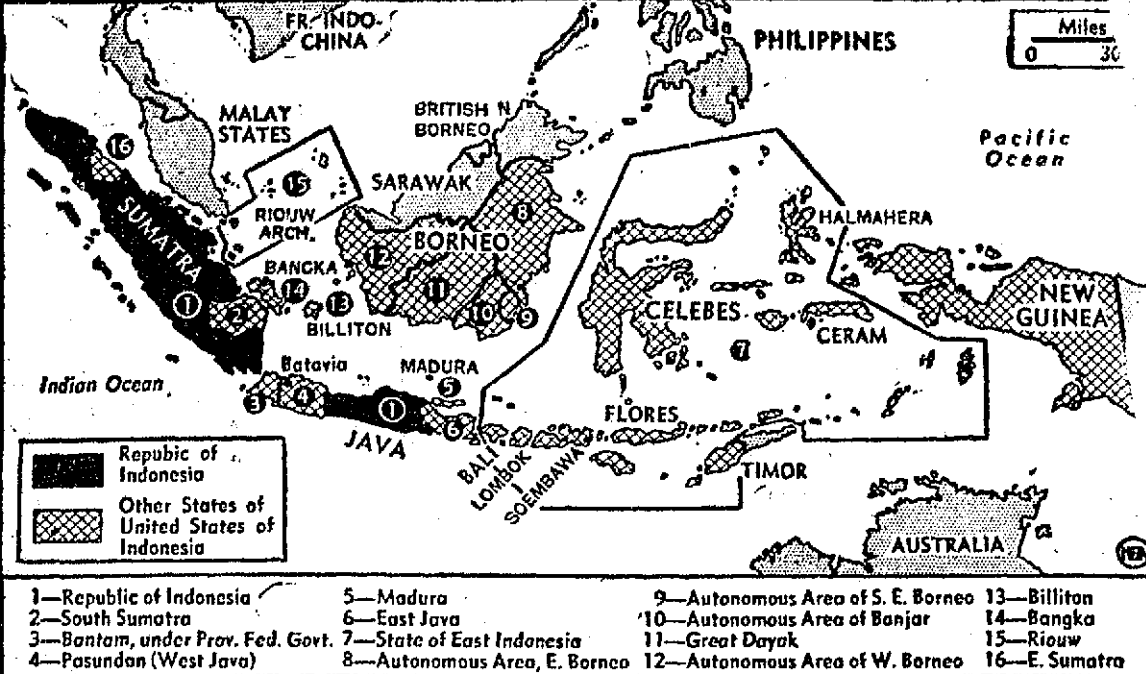 FR. INDO-
CHINA
PHILIPPINES
Miles
0 30
MALAY
STATES
BRITISH N
BORNEO
Pacific
Ocean
16
15
SARAWAK
RIOUW
ARCH.
8
HALMAHERA
SUMATRA
12
BORNEO
BANGKA
14
13
11
BILLITON
10
9
CELEBES
CERAM
NEW
GUINEA
1
2
7
Indian Ocean
Batavia
MADURA
5
3
4
1
6
JAVA
FLORES
BALI
LOMBOK
SOEMBAWA
TIMOR
AUSTRALIA
Repubic of
Indonesia
Other States of
United States of
Indonesia
1—Republic of Indonesia
2—South Sumatra
3—Bantam, under Prov. Fed. Govt.
4—Pasundan (West Java)
5—Madura
6—East Java
7—State of East Indonesia
8—Autonomous Area, E. Borneo
9—Autonomous Area of S. E. Borneo
10—Autonomous Area of Banjar
11—Great Dayak
12—Autonomous Area of W. Borneo
13—Billiton
14—Bangka
15—Riouw
16—E. Sumatra